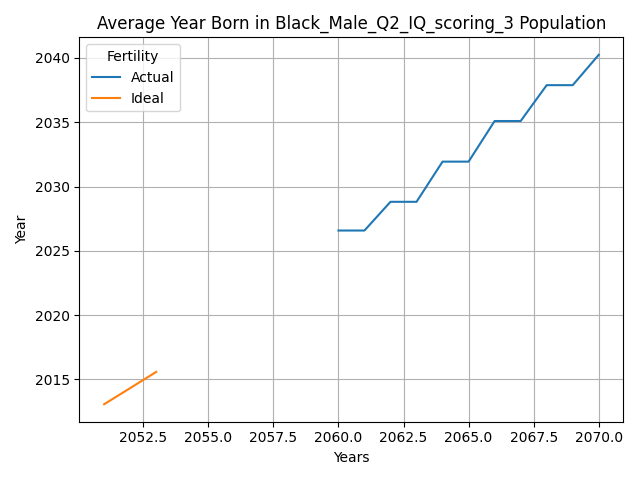 Average Year Born in Black_Male_Q2_IQ_scoring_3 Population
Fertility
Actual
Ideal
2040
2035
2030
2025
2020
2015
Year
2052.5 2055.0 2057.5 2060.0 2062.5 2065.0 2067.5 2070.0
Years